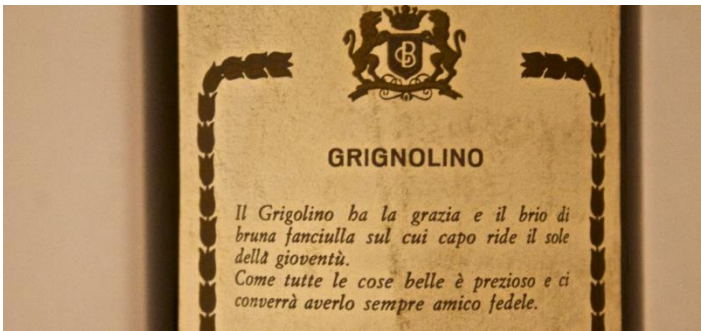 GRIGNOLINO
Il Grigolino ha la grazia e il brio di
bruna fanciulla sul cui capo ride il sole
della gioventù.
Come tutte le cose belle è prezioso e ci
converrà averlo sempre amico fedele.